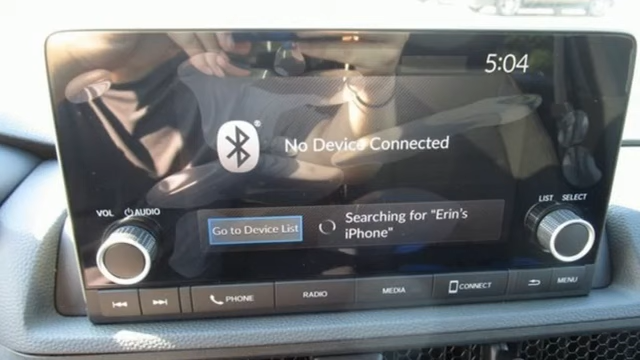 5:04
No Device Connected
VOL AUDIO
LIST SELECT
Go to Device List
Searching for "Erin's
iPhone"
PHONE
RADIO
MEDIA
CONNECT
MENU